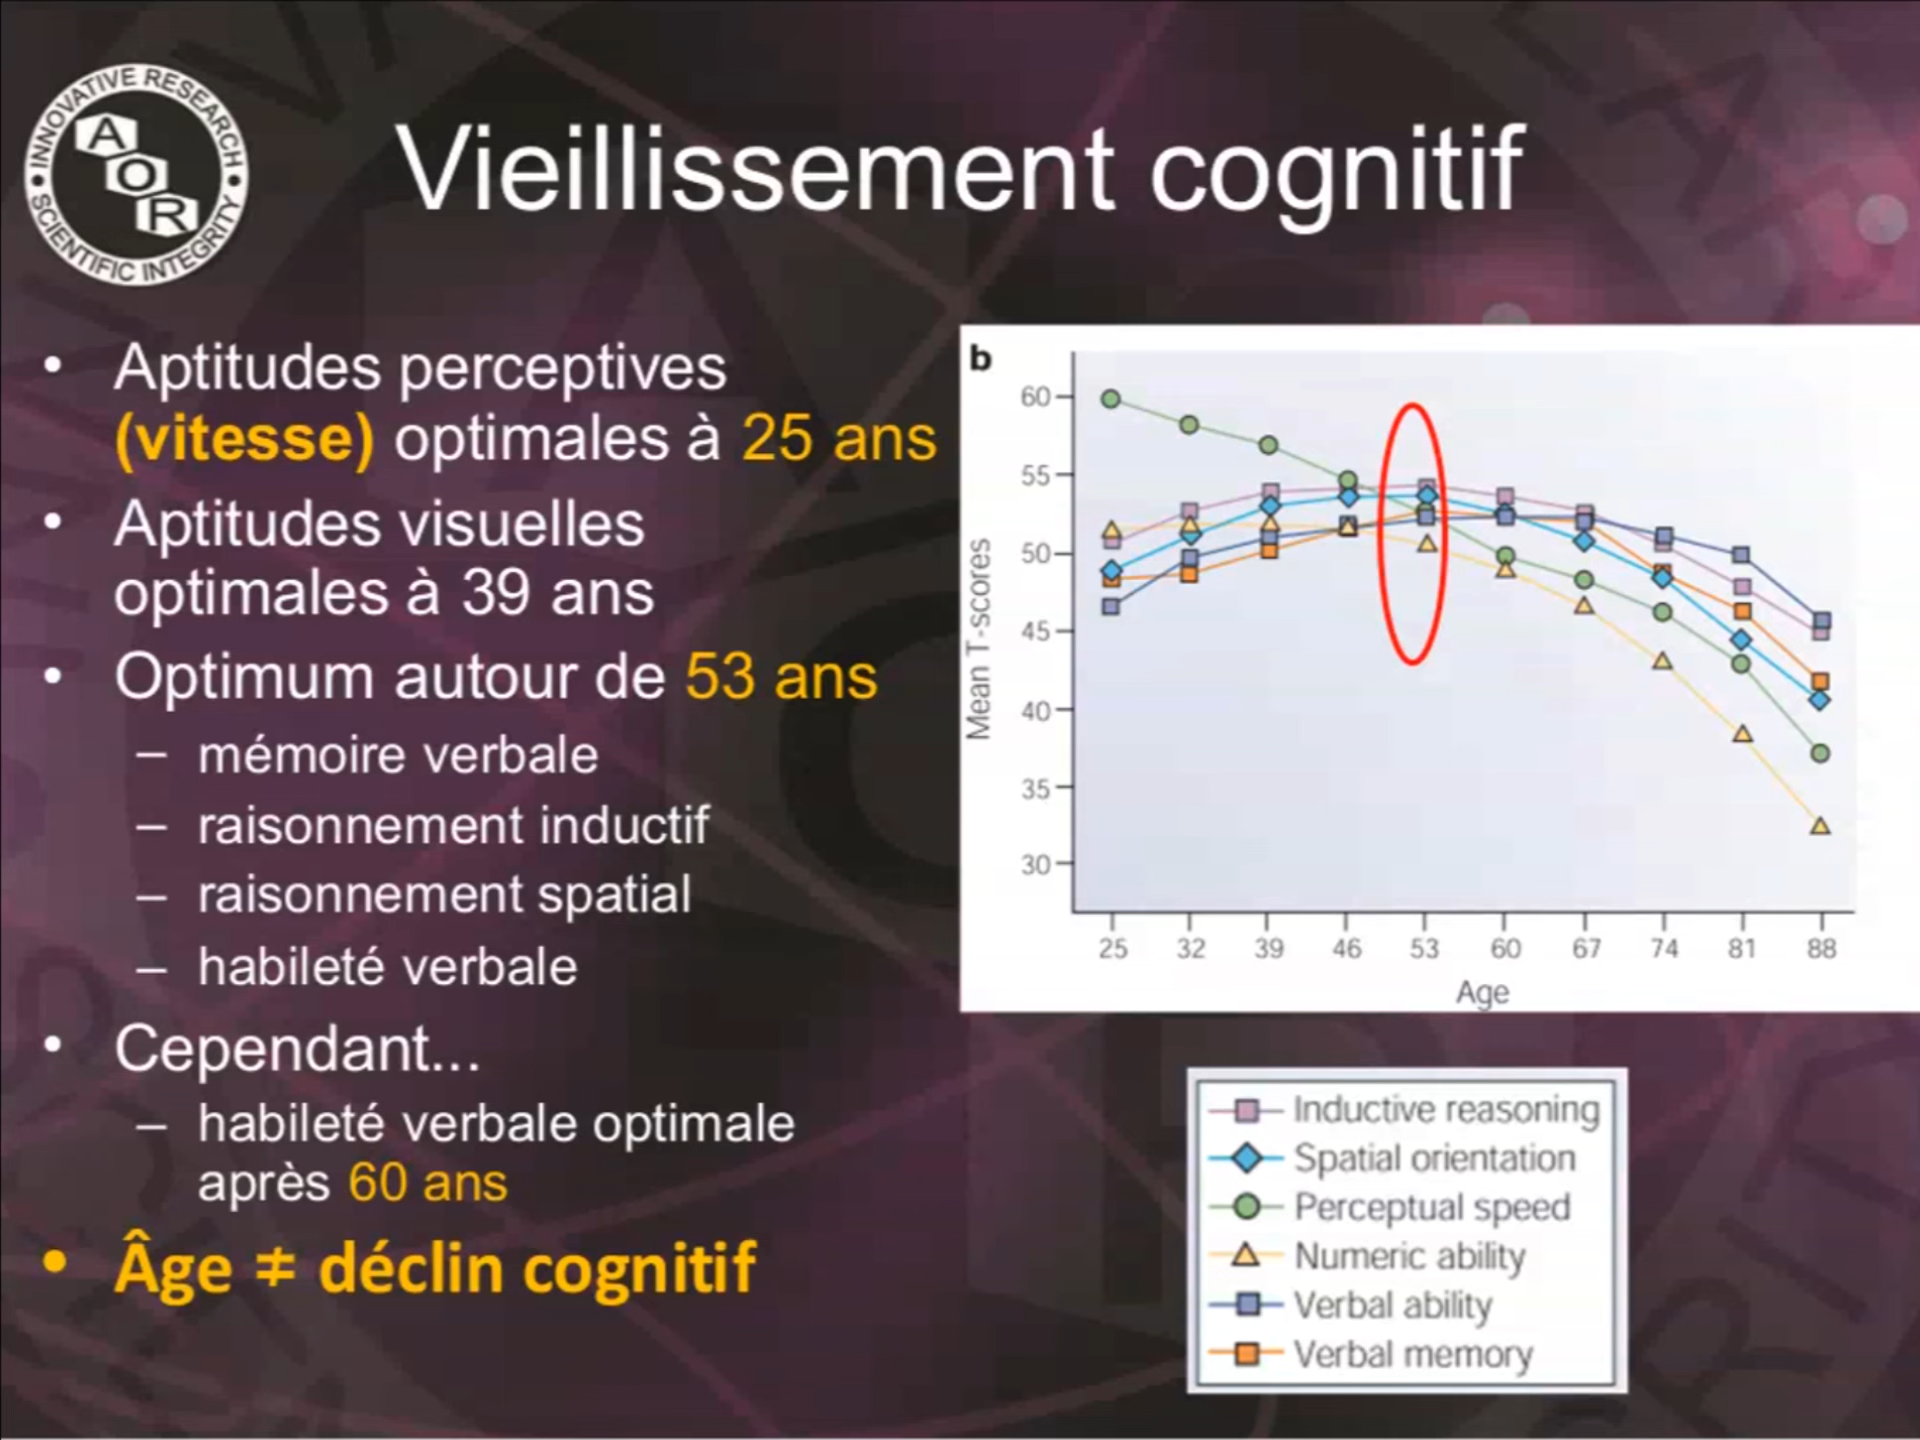 INNOVATIVE RESEARCH
A
O
R
SCIENTIFIC INTEGRITY
Vieillissement cognitif
• Aptitudes perceptives
(vitesse) optimales à 25 ans
• Aptitudes visuelles
optimales à 39 ans
• Optimum autour de 53 ans
– mémoire verbale
– raisonnement inductif
– raisonnement spatial
– habileté verbale
• Cependant...
– habileté verbale optimale
après 60 ans
• Âge ≠ déclin cognitif
b
Mean T-scores
60
55
50
45
40
35
30
25 32 39 46 53 60 67 74 81 88
Age
Inductive reasoning
Spatial orientation
Perceptual speed
Numeric ability
Verbal ability
Verbal memory